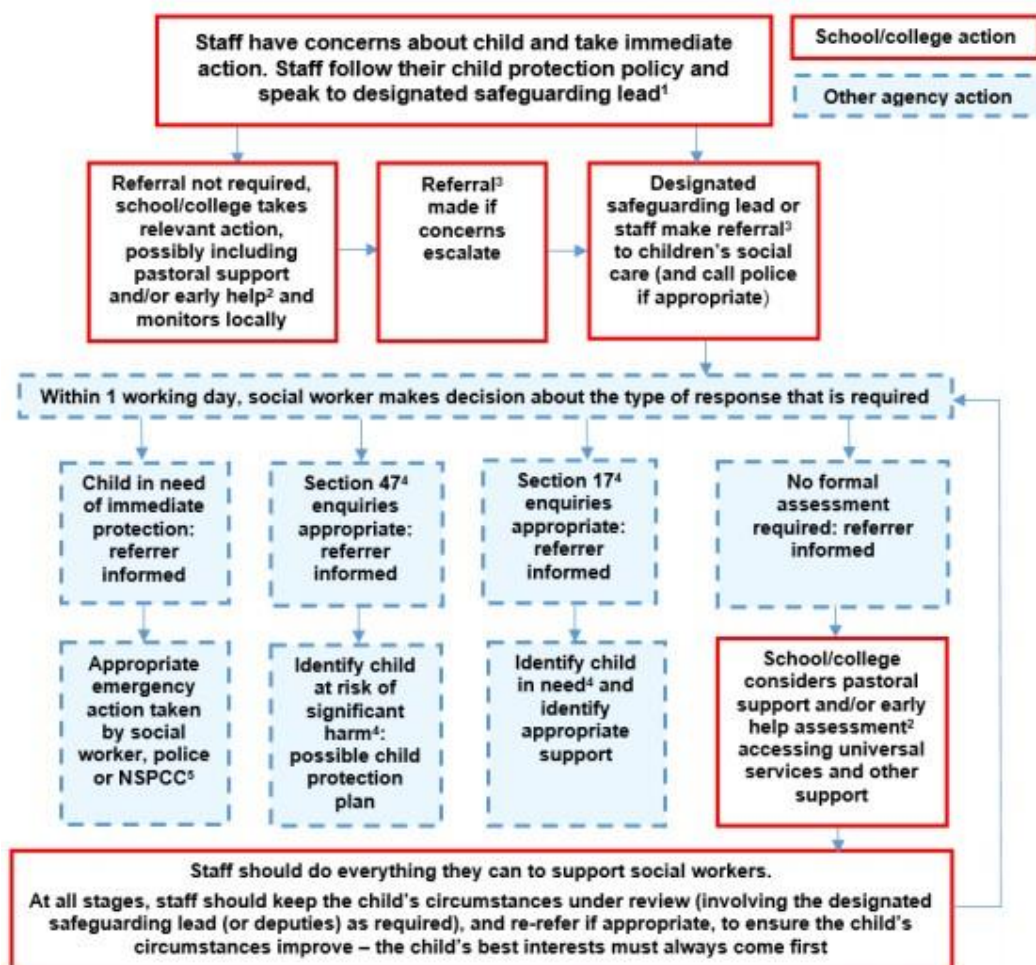 Staff have concerns about child and take immediate
action. Staff follow their child protection policy and
speak to designated safeguarding lead¹
School/college action
Other agency action
Referral not required,
school/college takes
relevant action,
possibly including
pastoral support
and/or early help² and
monitors locally
Referral³
made if
concerns
escalate
Designated
safeguarding lead or
staff make referral³
to children's social
care (and call police
if appropriate)
Within 1 working day, social worker makes decision about the type of response that is required
Child in need
of immediate
protection:
referrer
informed
Section 47⁴
enquiries
appropriate:
referrer
informed
Section 17⁴
enquiries
appropriate:
referrer
informed
No formal
assessment
required: referrer
informed
Appropriate
emergency
action taken
by social
worker, police
or NSPCC⁵
Identify child
at risk of
significant
harm⁴:
possible child
protection
plan
Identify child
in need⁴ and
identify
appropriate
support
School/college
considers pastoral
support and/or early
help assessment²
accessing universal
services and other
support
Staff should do everything they can to support social workers.
At all stages, staff should keep the child's circumstances under review (involving the designated
safeguarding lead (or deputies) as required), and re-refer if appropriate, to ensure the child's
circumstances improve – the child's best interests must always come first